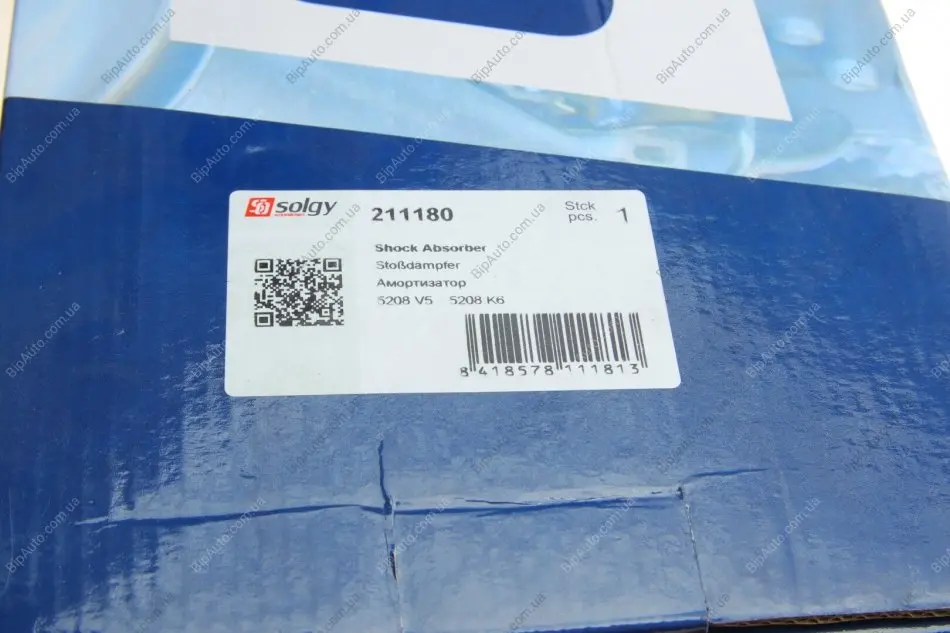 solgy
211180
Stck
pcs. 1
Shock Absorber
Stoßdämpfer
Амортизатор
5208 V5 5208 K6
8 418578 111813
BipAuto.com.ua